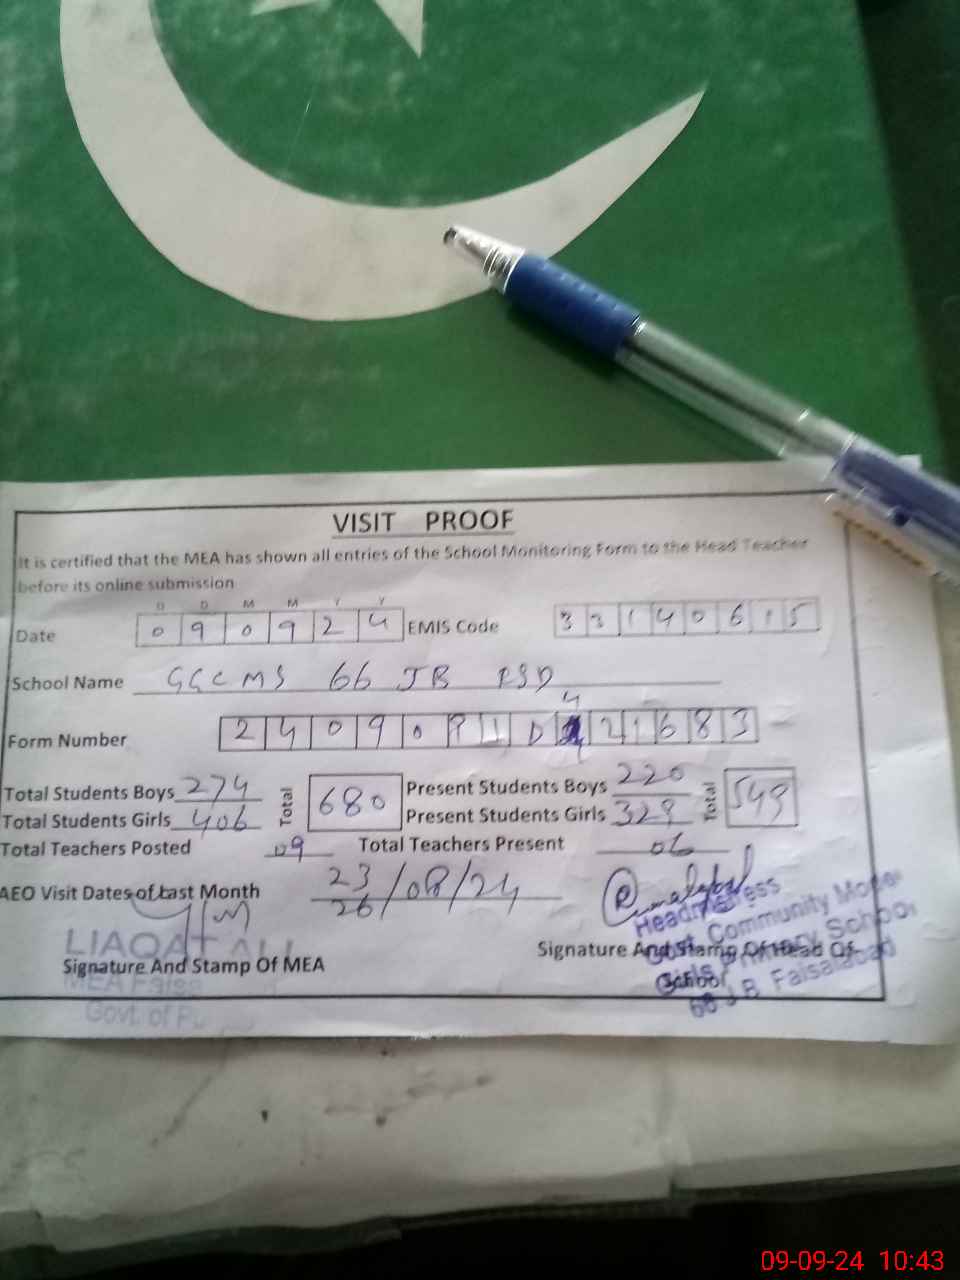 VISIT PROOF
It is certified that the MEA has shown all entries of the School Monitoring Form to the Head Teacher
before its online submission
D D M M Y Y
Date 0 9 0 9 2 4 EMIS Code 3 3 1 4 0 6 1 5
School Name GGCMS 66 JB FSD
4
Form Number 2 4 0 9 0 9 1 D 2 1 6 8 3
Total Students Boys 274 Total 680 Present Students Boys 220 Total 549
Total Students Girls 406 Present Students Girls 329
Total Teachers Posted 09 Total Teachers Present 06
AEO Visit Dates of Last Month 23/08/24
26
Headmistress
Govt. Community Model
Girls Primary School
66 J B Faisalabad
LIAQAT ALI
Signature And Stamp Of MEA Signature And Stamp Of Head Of
School
MEA
Govt. of
09-09-24 10:43